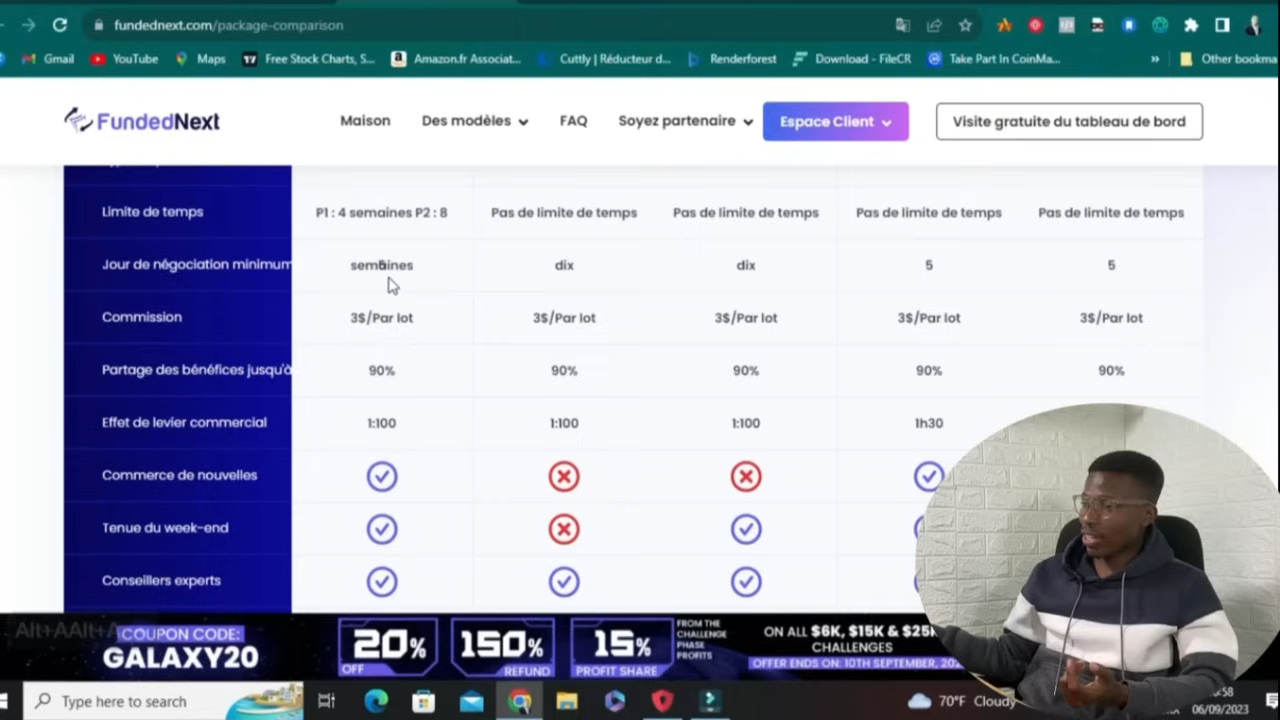 fundednext.com/package-comparison
Gmail YouTube Maps Free Stock Charts, S... Amazon.fr Associat... Cuttly | Réducteur d... Renderforest Download - FileCR Take Part In CoinMa... » Other bookma
FundedNext Maison Des modèles FAQ Soyez partenaire Espace Client Visite gratuite du tableau de bord
Limite de temps P1 : 4 semaines P2 : 8 Pas de limite de temps Pas de limite de temps Pas de limite de temps Pas de limite de temps
Jour de négociation minimum semaines 5 dix dix 5 5
Commission 3$/Par lot 3$/Par lot 3$/Par lot 3$/Par lot 3$/Par lot
Partage des bénéfices jusqu'à 90% 90% 90% 90% 90%
Effet de levier commercial 1:100 1:100 1:100 1h30
Commerce de nouvelles
Tenue du week-end
Conseillers experts
Alt+AAlt+A
COUPON CODE:
GALAXY20
20% OFF
150% REFUND
15% PROFIT SHARE
FROM THE
CHALLENGE
PHASE
PROFITS
ON ALL $6K, $15K & $25K
CHALLENGES
OFFER ENDS ON: 10TH SEPTEMBER, 202
Type here to search 70°F Cloudy :58
06/09/2023